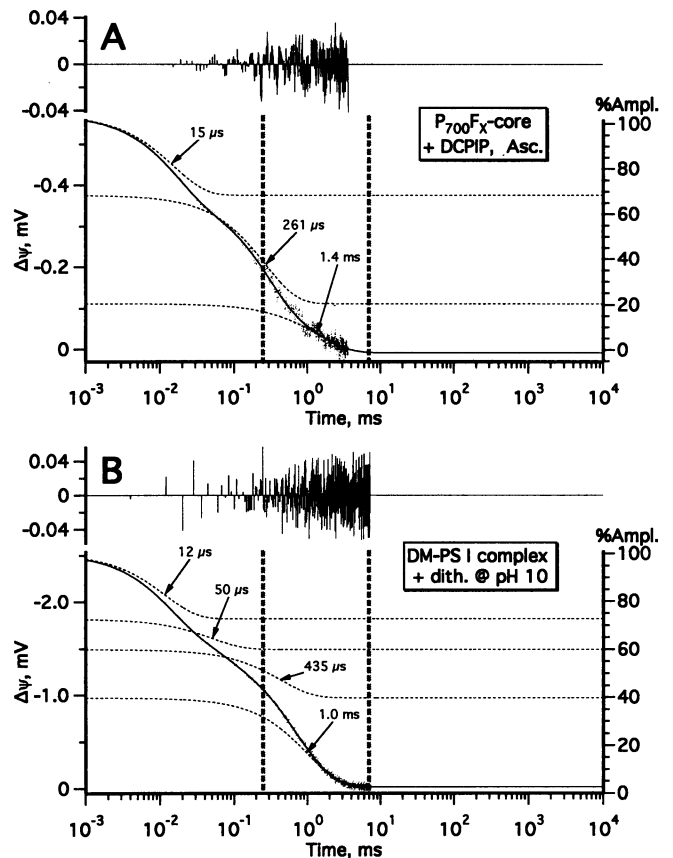 0.04
A
0
-0.04
%Ampl.
P700FX-core
+ DCPIP, Asc.
100
80
60
40
20
0
15 µs
261 µs
1.4 ms
-0.4
-0.2
0
Δψ, mV
10-3 10-2 10-1 100 101 102 103 104
Time, ms
0.04
B
0
-0.04
%Ampl.
DM-PS I complex
+ dith. @ pH 10
100
80
60
40
20
0
12 µs
50 µs
435 µs
1.0 ms
-2.0
-1.0
0
Δψ, mV
10-3 10-2 10-1 100 101 102 103 104
Time, ms